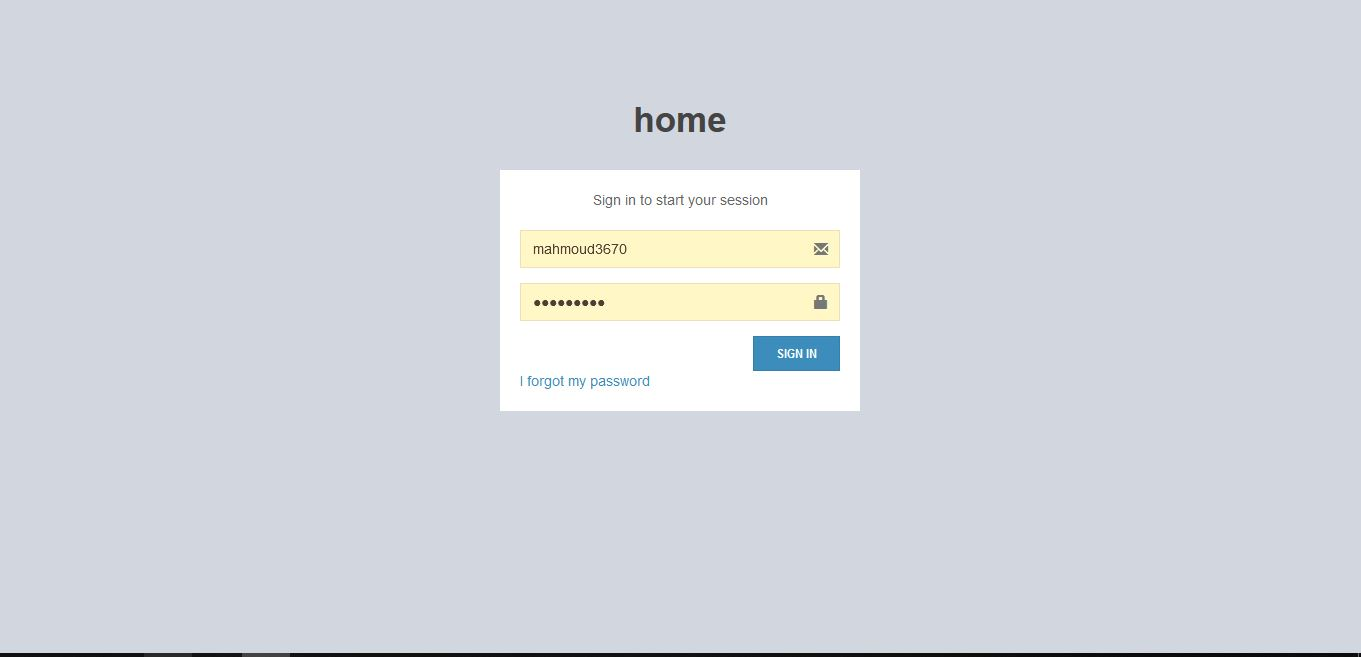 home
Sign in to start your session
mahmoud3670
●●●●●●●●●
SIGN IN
I forgot my password